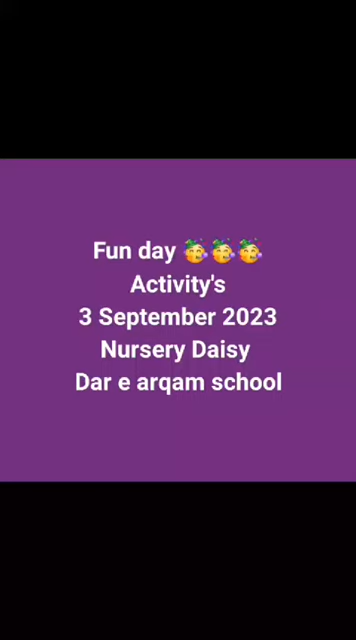 Fun day 🥳🥳🥳
Activity's
3 September 2023
Nursery Daisy
Dar e arqam school